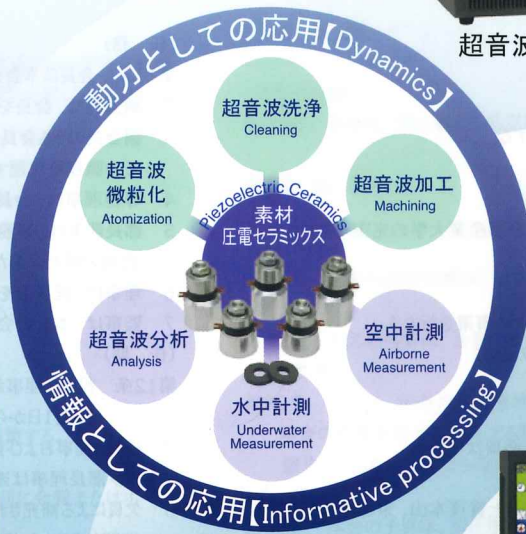 動力としての応用【Dynamics】
超音波
超音波洗浄
Cleaning
超音波
微粒化
Atomization
超音波加工
Machining
Piezoelectric Ceramics
素材
圧電セラミックス
超音波分析
Analysis
空中計測
Airborne
Measurement
水中計測
Underwater
Measurement
情報としての応用【Informative processing】